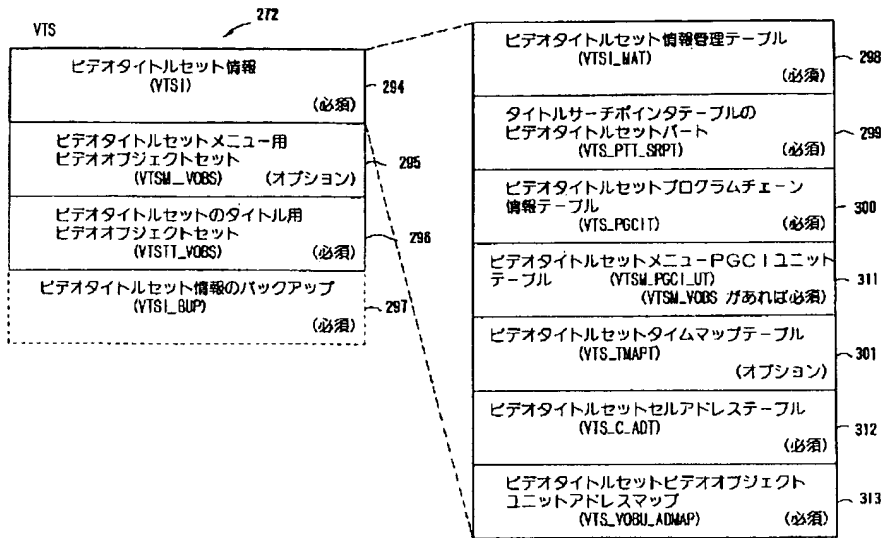 272
VTS
ビデオタイトルセット情報
(VTSI)
(必須)
294
ビデオタイトルセットメニュー用
ビデオオブジェクトセット
(VTSM_VOBS) (オプション)
295
ビデオタイトルセットのタイトル用
ビデオオブジェクトセット
(VTSTT_VOBS) (必須)
296
ビデオタイトルセット情報のバックアップ
(VTSI_BUP)
(必須)
297
ビデオタイトルセット情報管理テーブル
(VTSI_MAT)
(必須)
298
タイトルサーチポインタテーブルの
ビデオタイトルセットパート
(VTS_PTT_SRPT) (必須)
299
ビデオタイトルセットプログラムチェーン
情報テーブル
(VTS_PGCIT) (必須)
300
ビデオタイトルセットメニューPGCIユニット
テーブル (VTSM_PGCI_UT)
(VTSM_VOBS があれば必須)
311
ビデオタイトルセットタイムマップテーブル
(VTS_TMAPT)
(オプション)
301
ビデオタイトルセットセルアドレステーブル
(VTS_C_ADT)
(必須)
312
ビデオタイトルセットビデオオブジェクト
ユニットアドレスマップ
(VTS_VOBU_ADMAP) (必須)
313